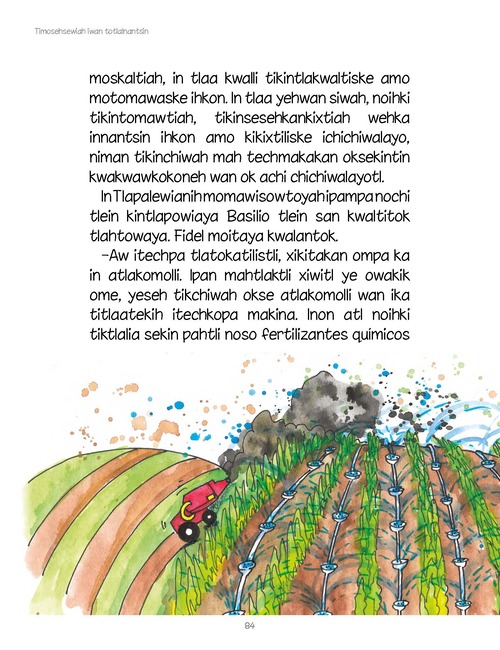 Timosehsewiah iwan totlalnantsin
moskaltiah, in tlaa kwalli tikintlakwaltiske amo
motomawaske ihkon. In tlaa yehwan siwah, noihki
tikintomawtiah, tikinsesehkankixtiah wehka
innantsin ihkon amo kikixtiliske ichichiwalayo,
niman tikinchiwah mah techmakakan oksekintin
kwakwawkokoneh wan ok achi chichiwalayotl.
In Tlapalewianih momawisowtoyah ipampa nochi
tlein kintlapowiaya Basilio tlein san kwaltitok
tlahtowaya. Fidel moitaya kwalantok.
–Aw itechpa tlatokatilistli, xikitakan ompa ka
in atlakomolli. Ipan mahtlaktli xiwitl ye owakik
ome, yeseh tikchiwah okse atlakomolli wan ika
titlaatekih itechkopa makina. Inon atl noihki
tiktlalia sekin pahtli noso fertilizantes químicos
84